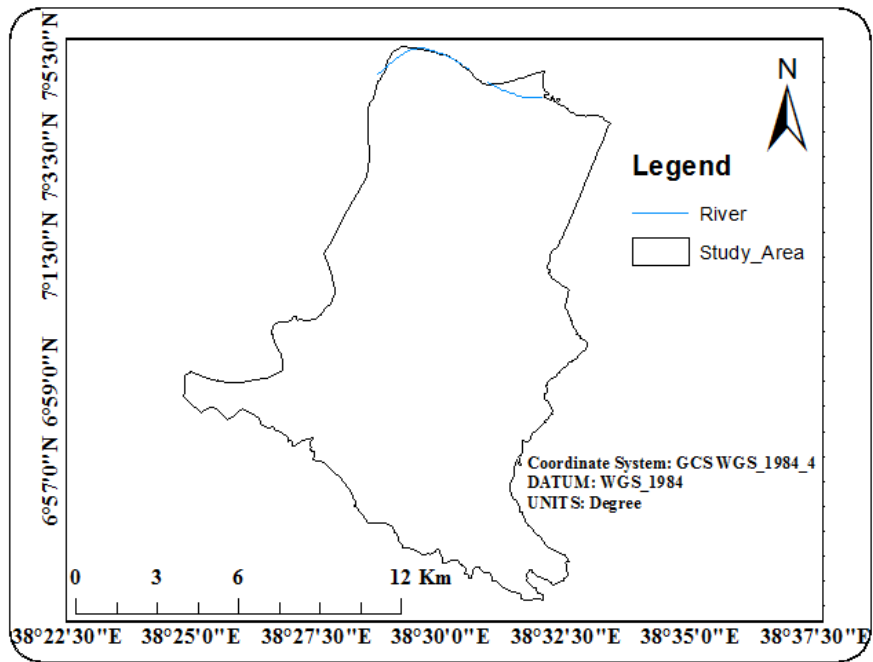 N
Legend
River
Study_Area
7°5'30"N
7°3'30"N
7°1'30"N
6°59'0"N
6°57'0"N
Coordinate System: GCS WGS_1984_4
DATUM: WGS_1984
UNITS: Degree
0 3 6 12 Km
38°22'30"E 38°25'0"E 38°27'30"E 38°30'0"E 38°32'30"E 38°35'0"E 38°37'30"E